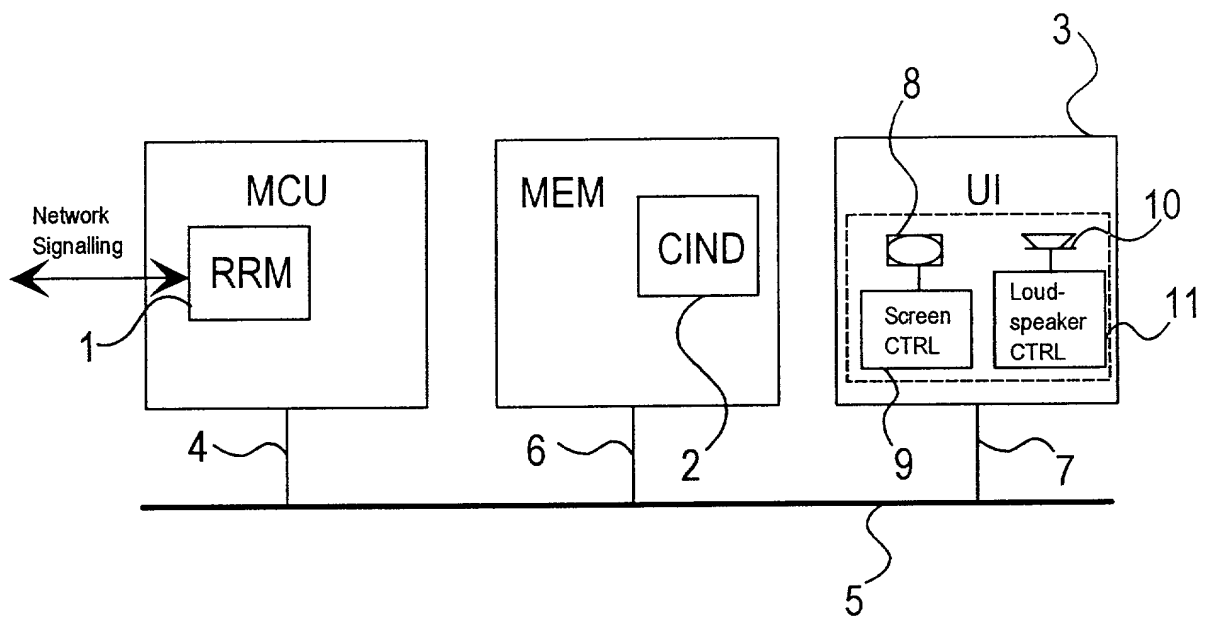 3
8
MCU
MEM
UI
Network
Signalling
RRM
CIND
10
1
Screen
CTRL
Loud-
speaker
CTRL
11
4
6
2
9
7
5